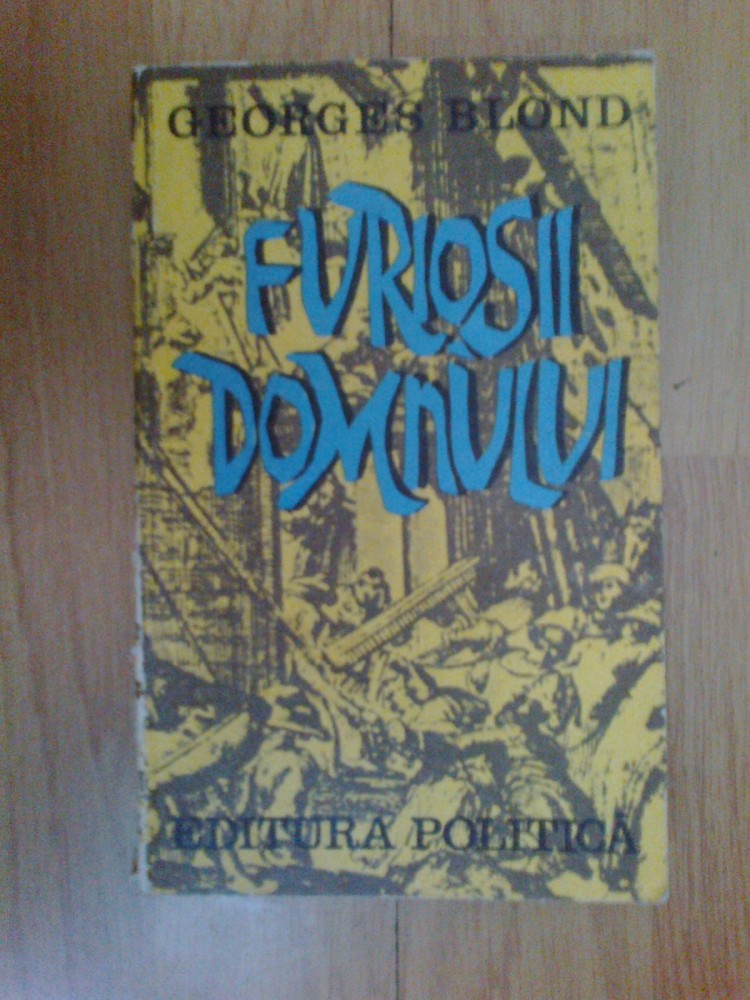 GEORGES BLOND
FURIOȘII
DOMNULUI
EDITURA POLITICĂ